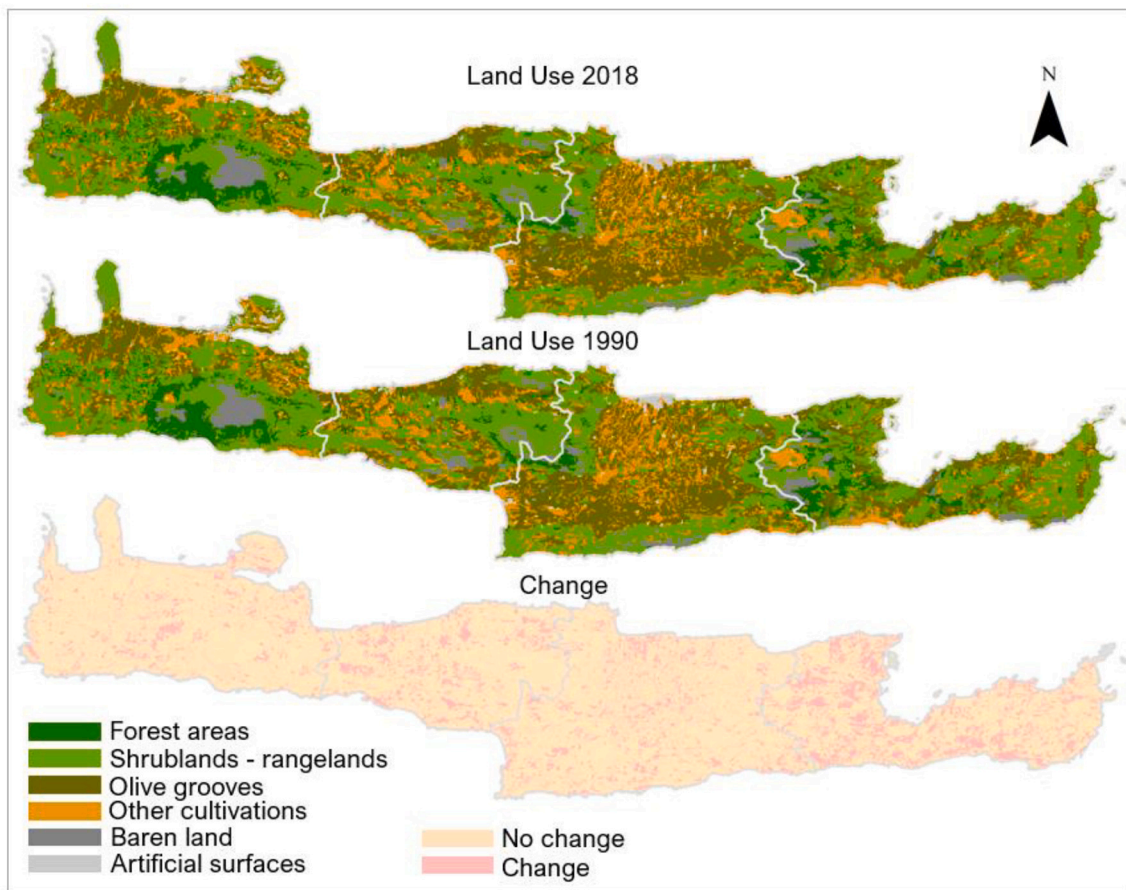 Land Use 2018
N
Land Use 1990
Change
Forest areas
Shrublands - rangelands
Olive grooves
Other cultivations
Baren land
Artificial surfaces
No change
Change